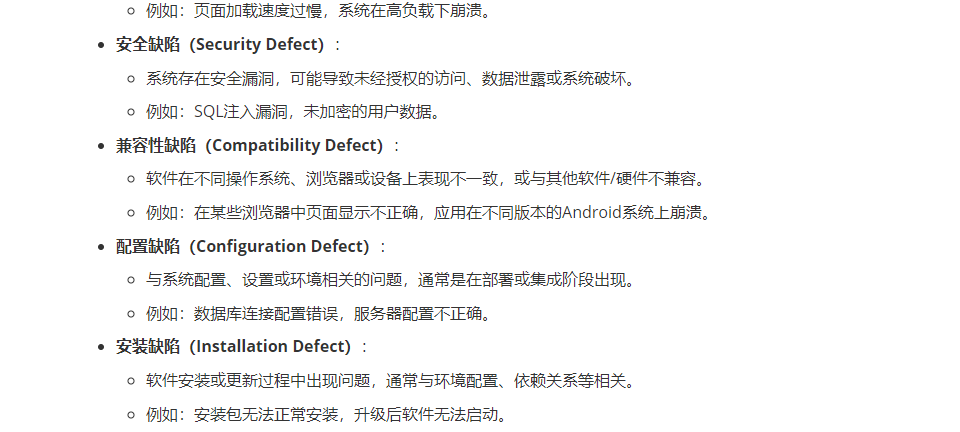 例如：页面加载速度过慢，系统在高负载下崩溃。
安全缺陷（Security Defect）：
系统存在安全漏洞，可能导致未经授权的访问、数据泄露或系统破坏。
例如：SQL注入漏洞，未加密的用户数据。
兼容性缺陷（Compatibility Defect）：
软件在不同操作系统、浏览器或设备上表现不一致，或与其他软件/硬件不兼容。
例如：在某些浏览器中页面显示不正确，应用在不同版本的Android系统上崩溃。
配置缺陷（Configuration Defect）：
与系统配置、设置或环境相关的问题，通常是在部署或集成阶段出现。
例如：数据库连接配置错误，服务器配置不正确。
安装缺陷（Installation Defect）：
软件安装或更新过程中出现问题，通常与环境配置、依赖关系等相关。
例如：安装包无法正常安装，升级后软件无法启动。